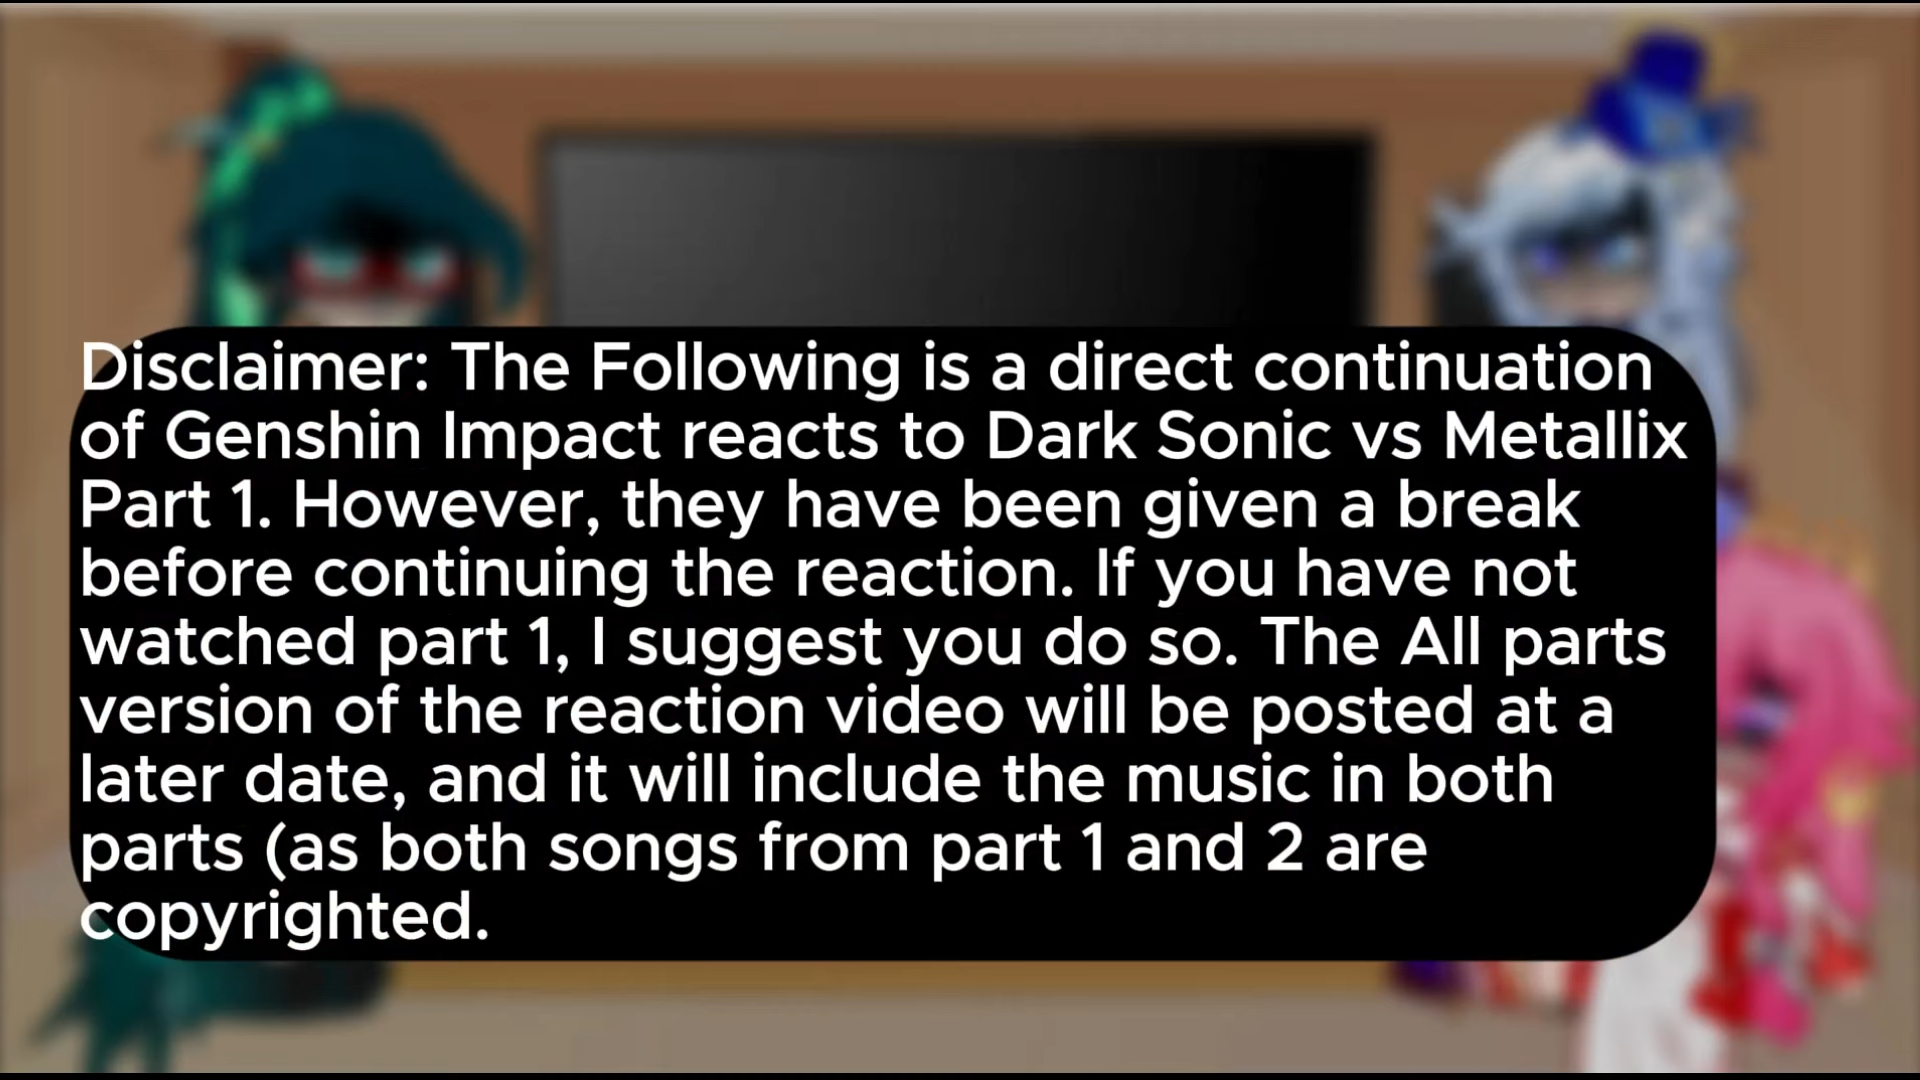 Disclaimer: The Following is a direct continuation
of Genshin Impact reacts to Dark Sonic vs Metallix
Part 1. However, they have been given a break
before continuing the reaction. If you have not
watched part 1, I suggest you do so. The All parts
version of the reaction video will be posted at a
later date, and it will include the music in both
parts (as both songs from part 1 and 2 are
copyrighted.